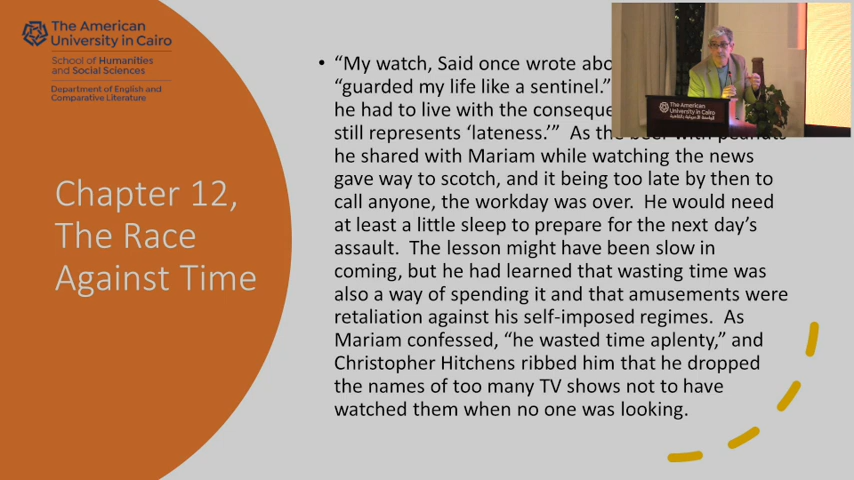 The American
University in Cairo
School of Humanities
and Social Sciences
Department of English and
Comparative Literature
Chapter 12,
The Race
Against Time
• “My watch, Said once wrote
“guarded my life like a sentinel.”
he had to live with the
still represents ‘lateness.’” As the beer with peanuts
he shared with Mariam while watching the news
gave way to scotch, and it being too late by then to
call anyone, the workday was over. He would need
at least a little sleep to prepare for the next day’s
assault. The lesson might have been slow in
coming, but he had learned that wasting time was
also a way of spending it and that amusements were
retaliation against his self-imposed regimes. As
Mariam confessed, “he wasted time aplenty,” and
Christopher Hitchens ribbed him that he dropped
the names of too many TV shows not to have
watched them when no one was looking.
The American
University in Cairo